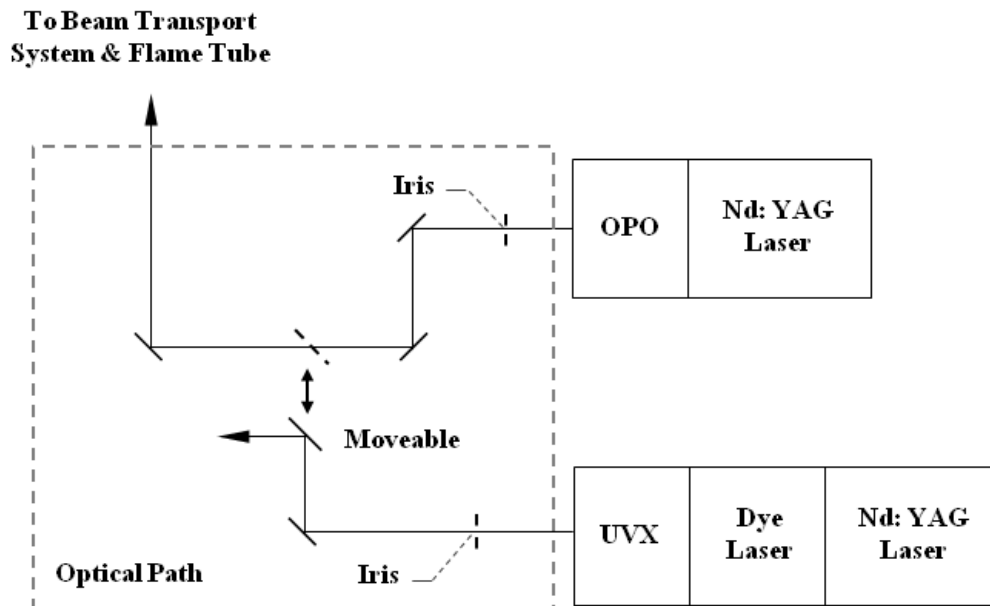 To Beam Transport
System & Flame Tube
Iris
OPO
Nd: YAG
Laser
Moveable
UVX
Dye
Laser
Nd: YAG
Laser
Iris
Optical Path